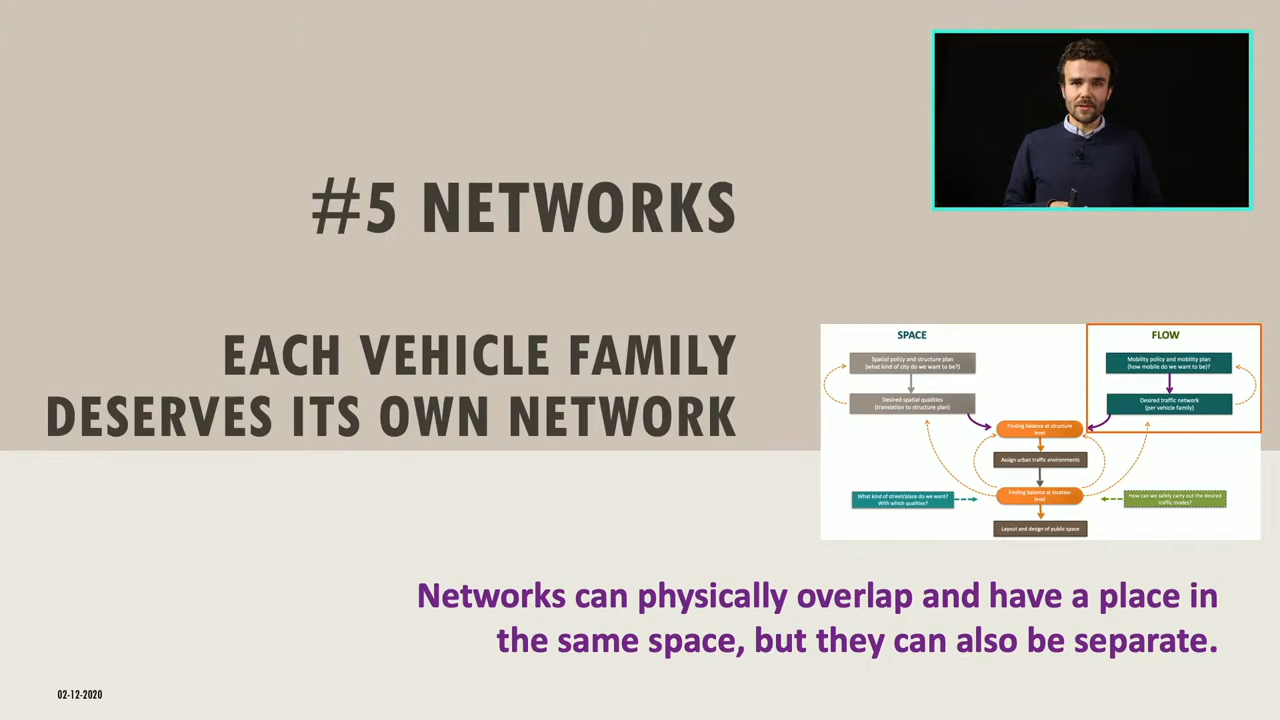 #5 NETWORKS
EACH VEHICLE FAMILY
DESERVES ITS OWN NETWORK
SPACE
FLOW
Spatial policy and structure plan
(what kind of city do we want to be?)
Mobility policy and mobility plan
(how mobile do we want to be)?
Desired spatial qualities
(translation to structure plan)
Desired traffic network
(per vehicle family)
Finding balance at structure
level
Assign urban traffic environments
What kind of street/place do we want?
With which qualities?
Finding balance at location
level
How can we safely carry out the desired
traffic modes?
Layout and design of public space
Networks can physically overlap and have a place in
the same space, but they can also be separate.
02-12-2020